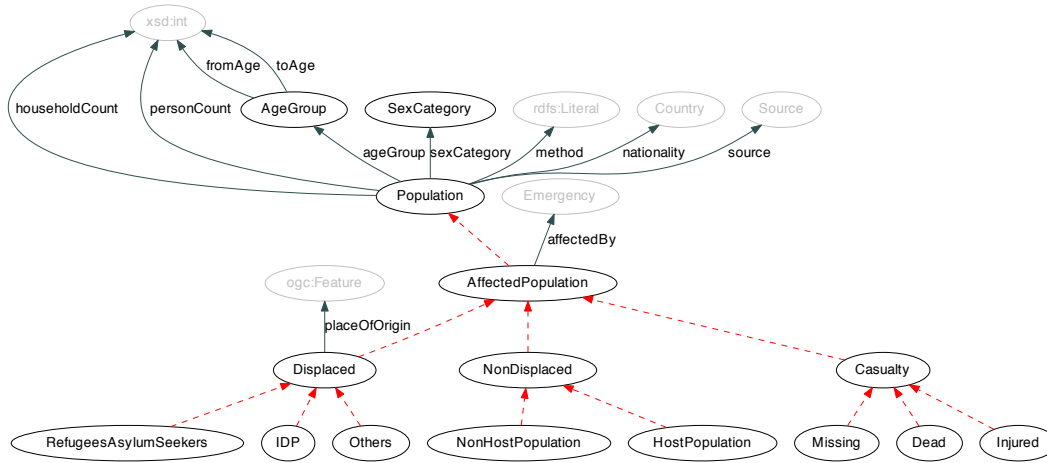 xsd:int
fromAge
toAge
householdCount
personCount
AgeGroup
SexCategory
rdfs:Literal
Country
Source
ageGroup
sexCategory
method
nationality
source
Population
Emergency
affectedBy
ogc:Feature
AffectedPopulation
placeOfOrigin
Displaced
NonDisplaced
Casualty
RefugeesAsylumSeekers
IDP
Others
NonHostPopulation
HostPopulation
Missing
Dead
Injured